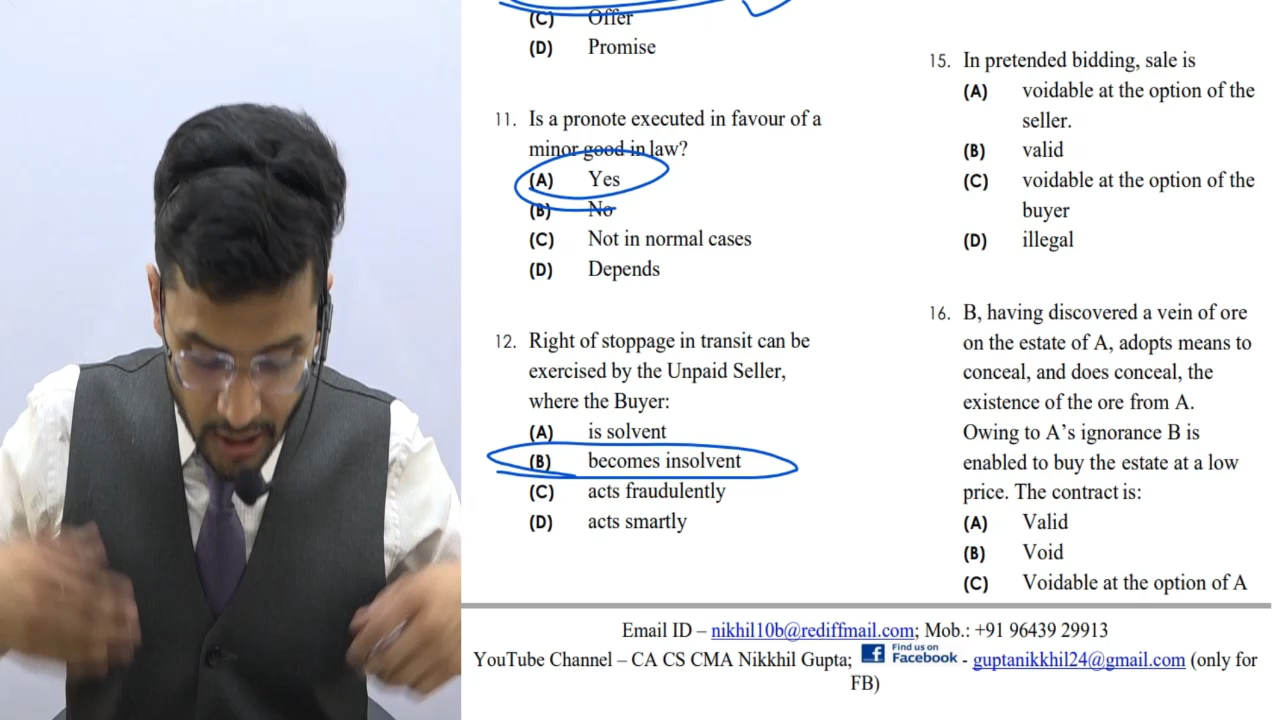 (C) Offer
(D) Promise
11. Is a pronote executed in favour of a
minor good in law?
(A) Yes
(B) No
(C) Not in normal cases
(D) Depends
12. Right of stoppage in transit can be
exercised by the Unpaid Seller,
where the Buyer:
(A) is solvent
(B) becomes insolvent
(C) acts fraudulently
(D) acts smartly
15. In pretended bidding, sale is
(A) voidable at the option of the
seller.
(B) valid
(C) voidable at the option of the
buyer
(D) illegal
16. B, having discovered a vein of ore
on the estate of A, adopts means to
conceal, and does conceal, the
existence of the ore from A.
Owing to A's ignorance B is
enabled to buy the estate at a low
price. The contract is:
(A) Valid
(B) Void
(C) Voidable at the option of A
Email ID – nikhil10b@rediffmail.com; Mob.: +91 96439 29913
YouTube Channel – CA CS CMA Nikkhil Gupta; Find us on Facebook - guptanikkhil24@gmail.com (only for
FB)